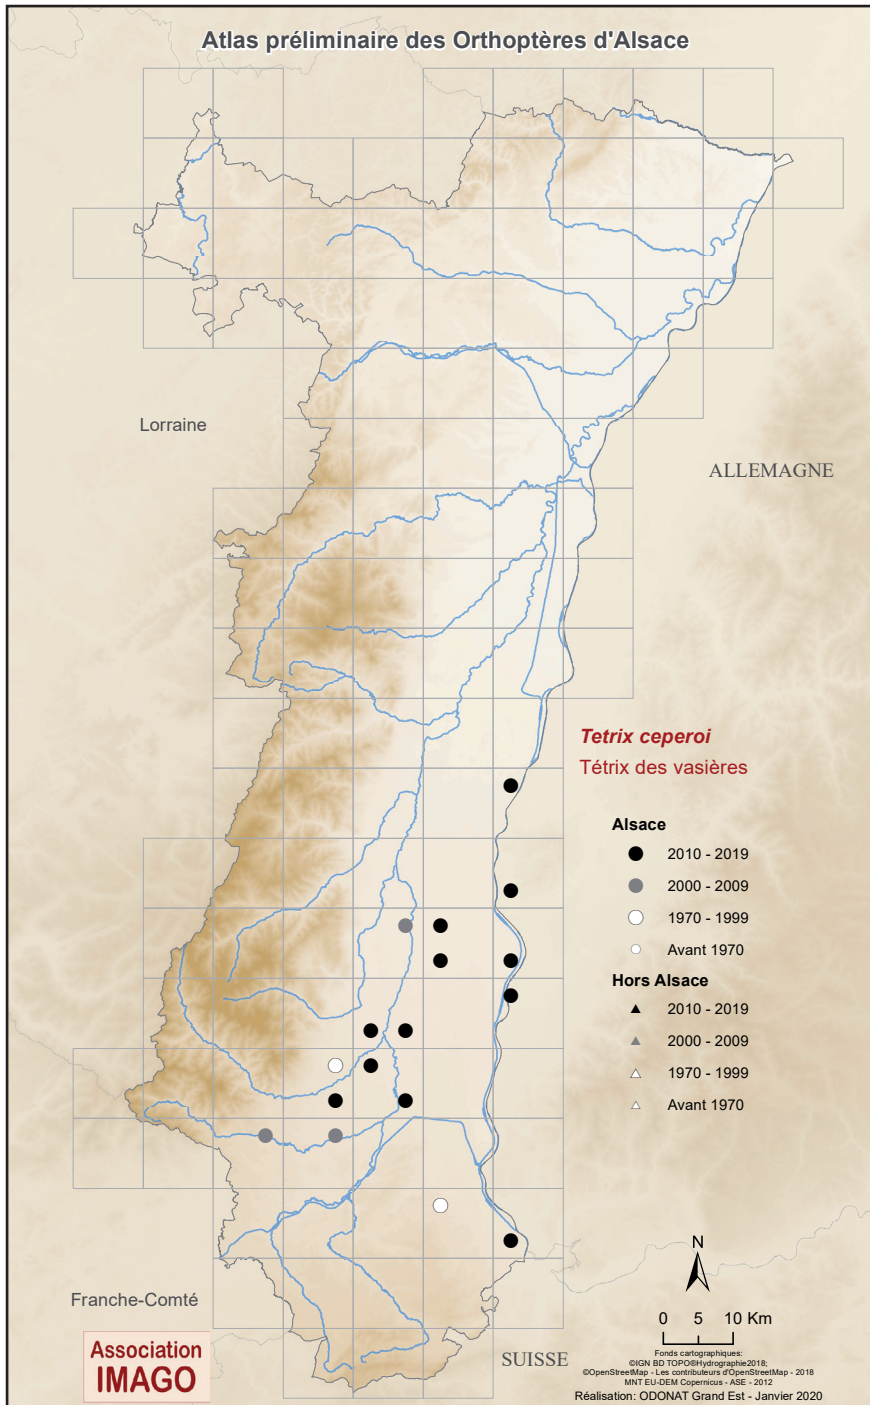 Atlas préliminaire des Orthoptères d'Alsace
Lorraine
ALLEMAGNE
Tetrix ceperoi
Tétrix des vasières
Alsace
2010 - 2019
2000 - 2009
1970 - 1999
Avant 1970
Hors Alsace
2010 - 2019
2000 - 2009
1970 - 1999
Avant 1970
N
0 5 10 Km
Franche-Comté
SUISSE
Association
IMAGO
Fonds cartographiques:
©IGN BD TOPO®Hydrographie2018;
©OpenStreetMap - Les contributeurs d'OpenStreetMap - 2018
MNT EU-DEM Copernicus - ASE - 2012
Réalisation: ODONAT Grand Est - Janvier 2020